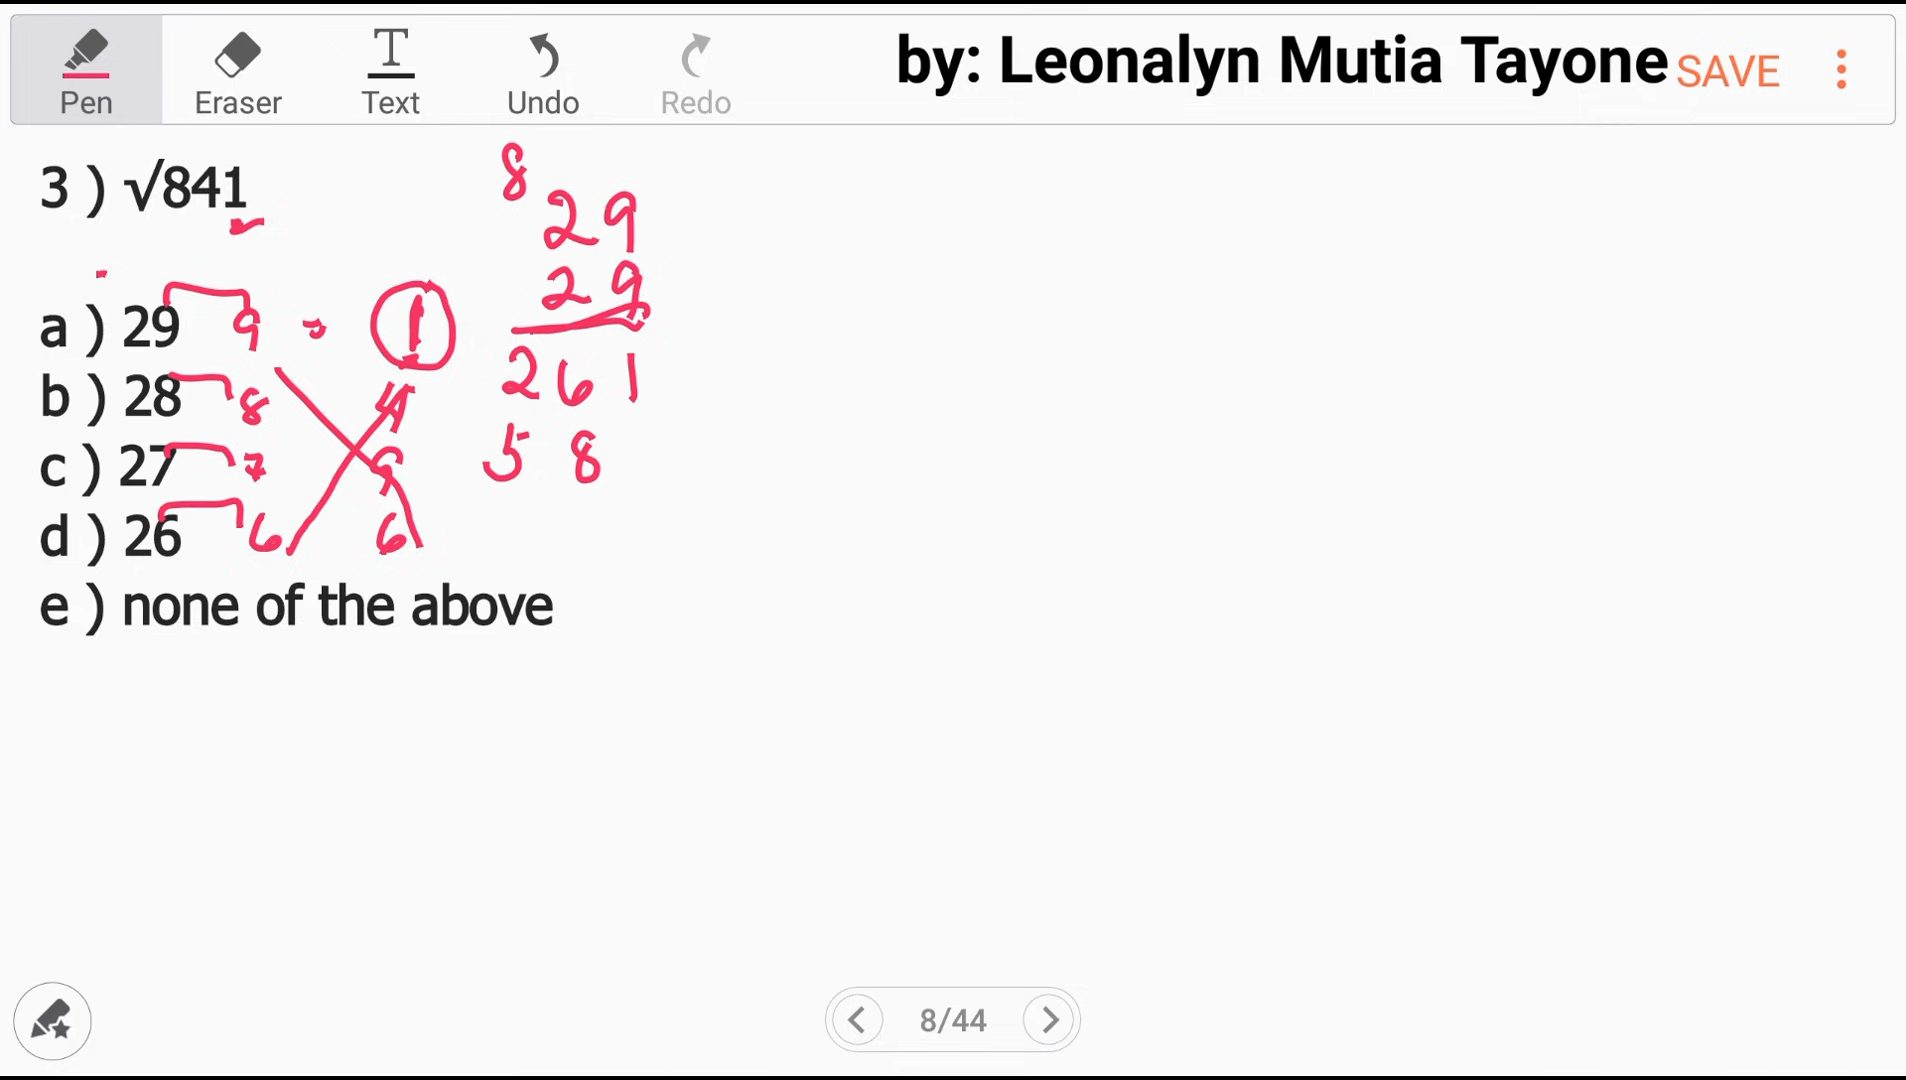 Pen Eraser Text Undo Redo by: Leonalyn Mutia Tayone SAVE
3 ) √841
8
29
29
a ) 29 9 = 1
261
b ) 28 8 4
58
c ) 27 7 9
d ) 26 6 6
e ) none of the above
8/44